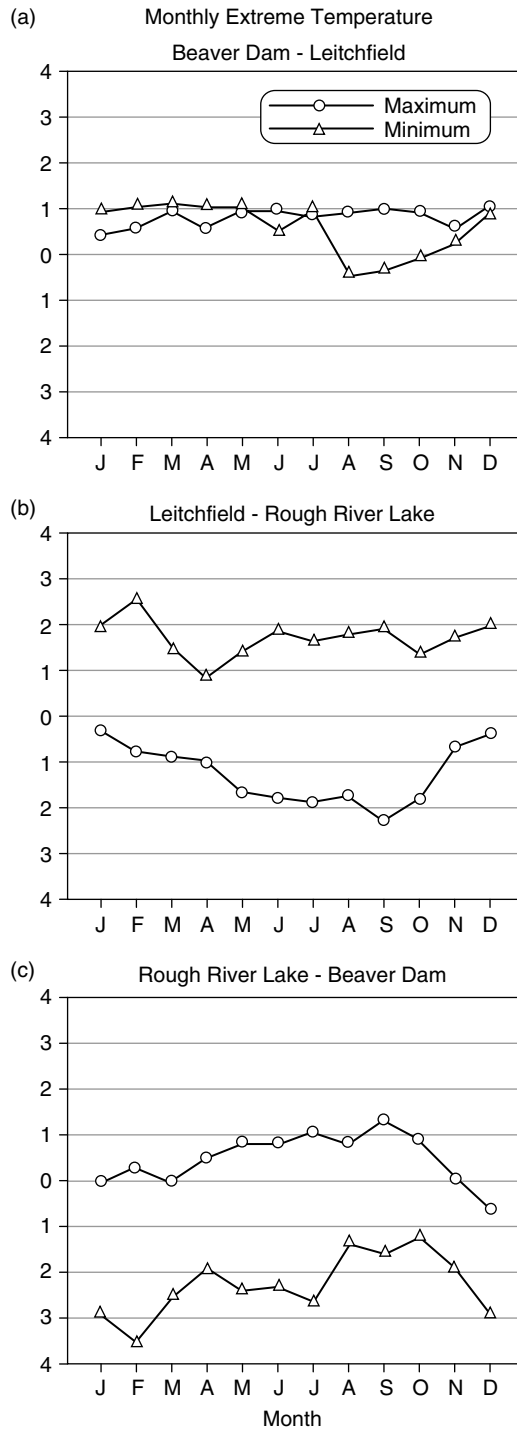 (a) Monthly Extreme Temperature
Beaver Dam - Leitchfield
Maximum
Minimum
4
3
2
1
0
1
2
3
4
J F M A M J J A S O N D
(b) Leitchfield - Rough River Lake
4
3
2
1
0
1
2
3
4
J F M A M J J A S O N D
(c) Rough River Lake - Beaver Dam
4
3
2
1
0
1
2
3
4
J F M A M J J A S O N D
Month